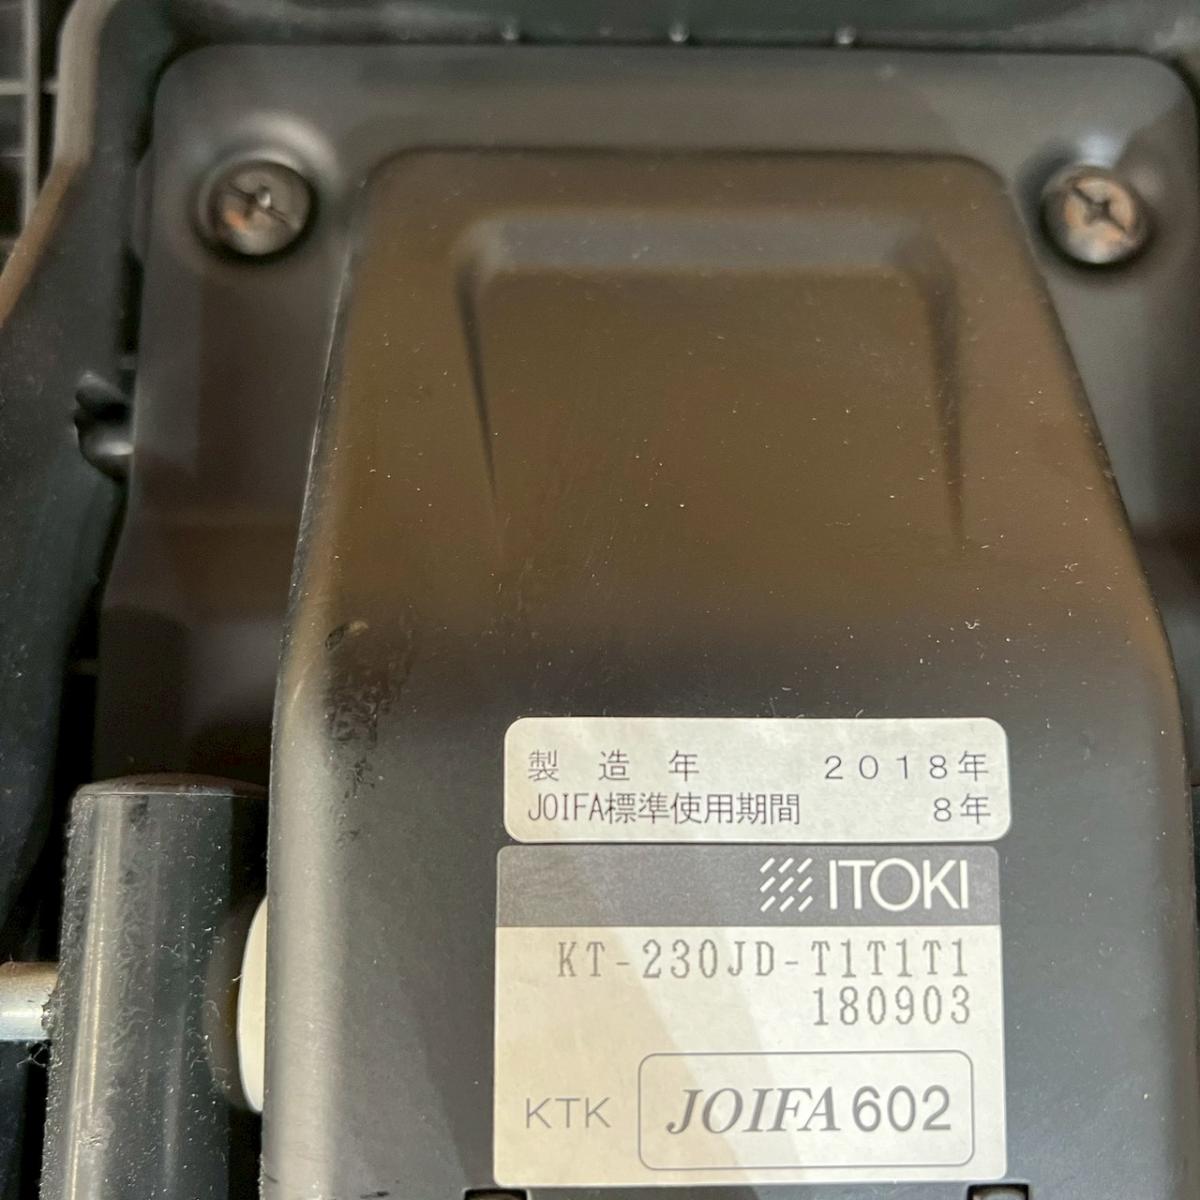 製造年 2018年
JOIFA標準使用期間 8年
ITOKI
KT-230JD-T1T1T1
180903
KTK JOIFA602